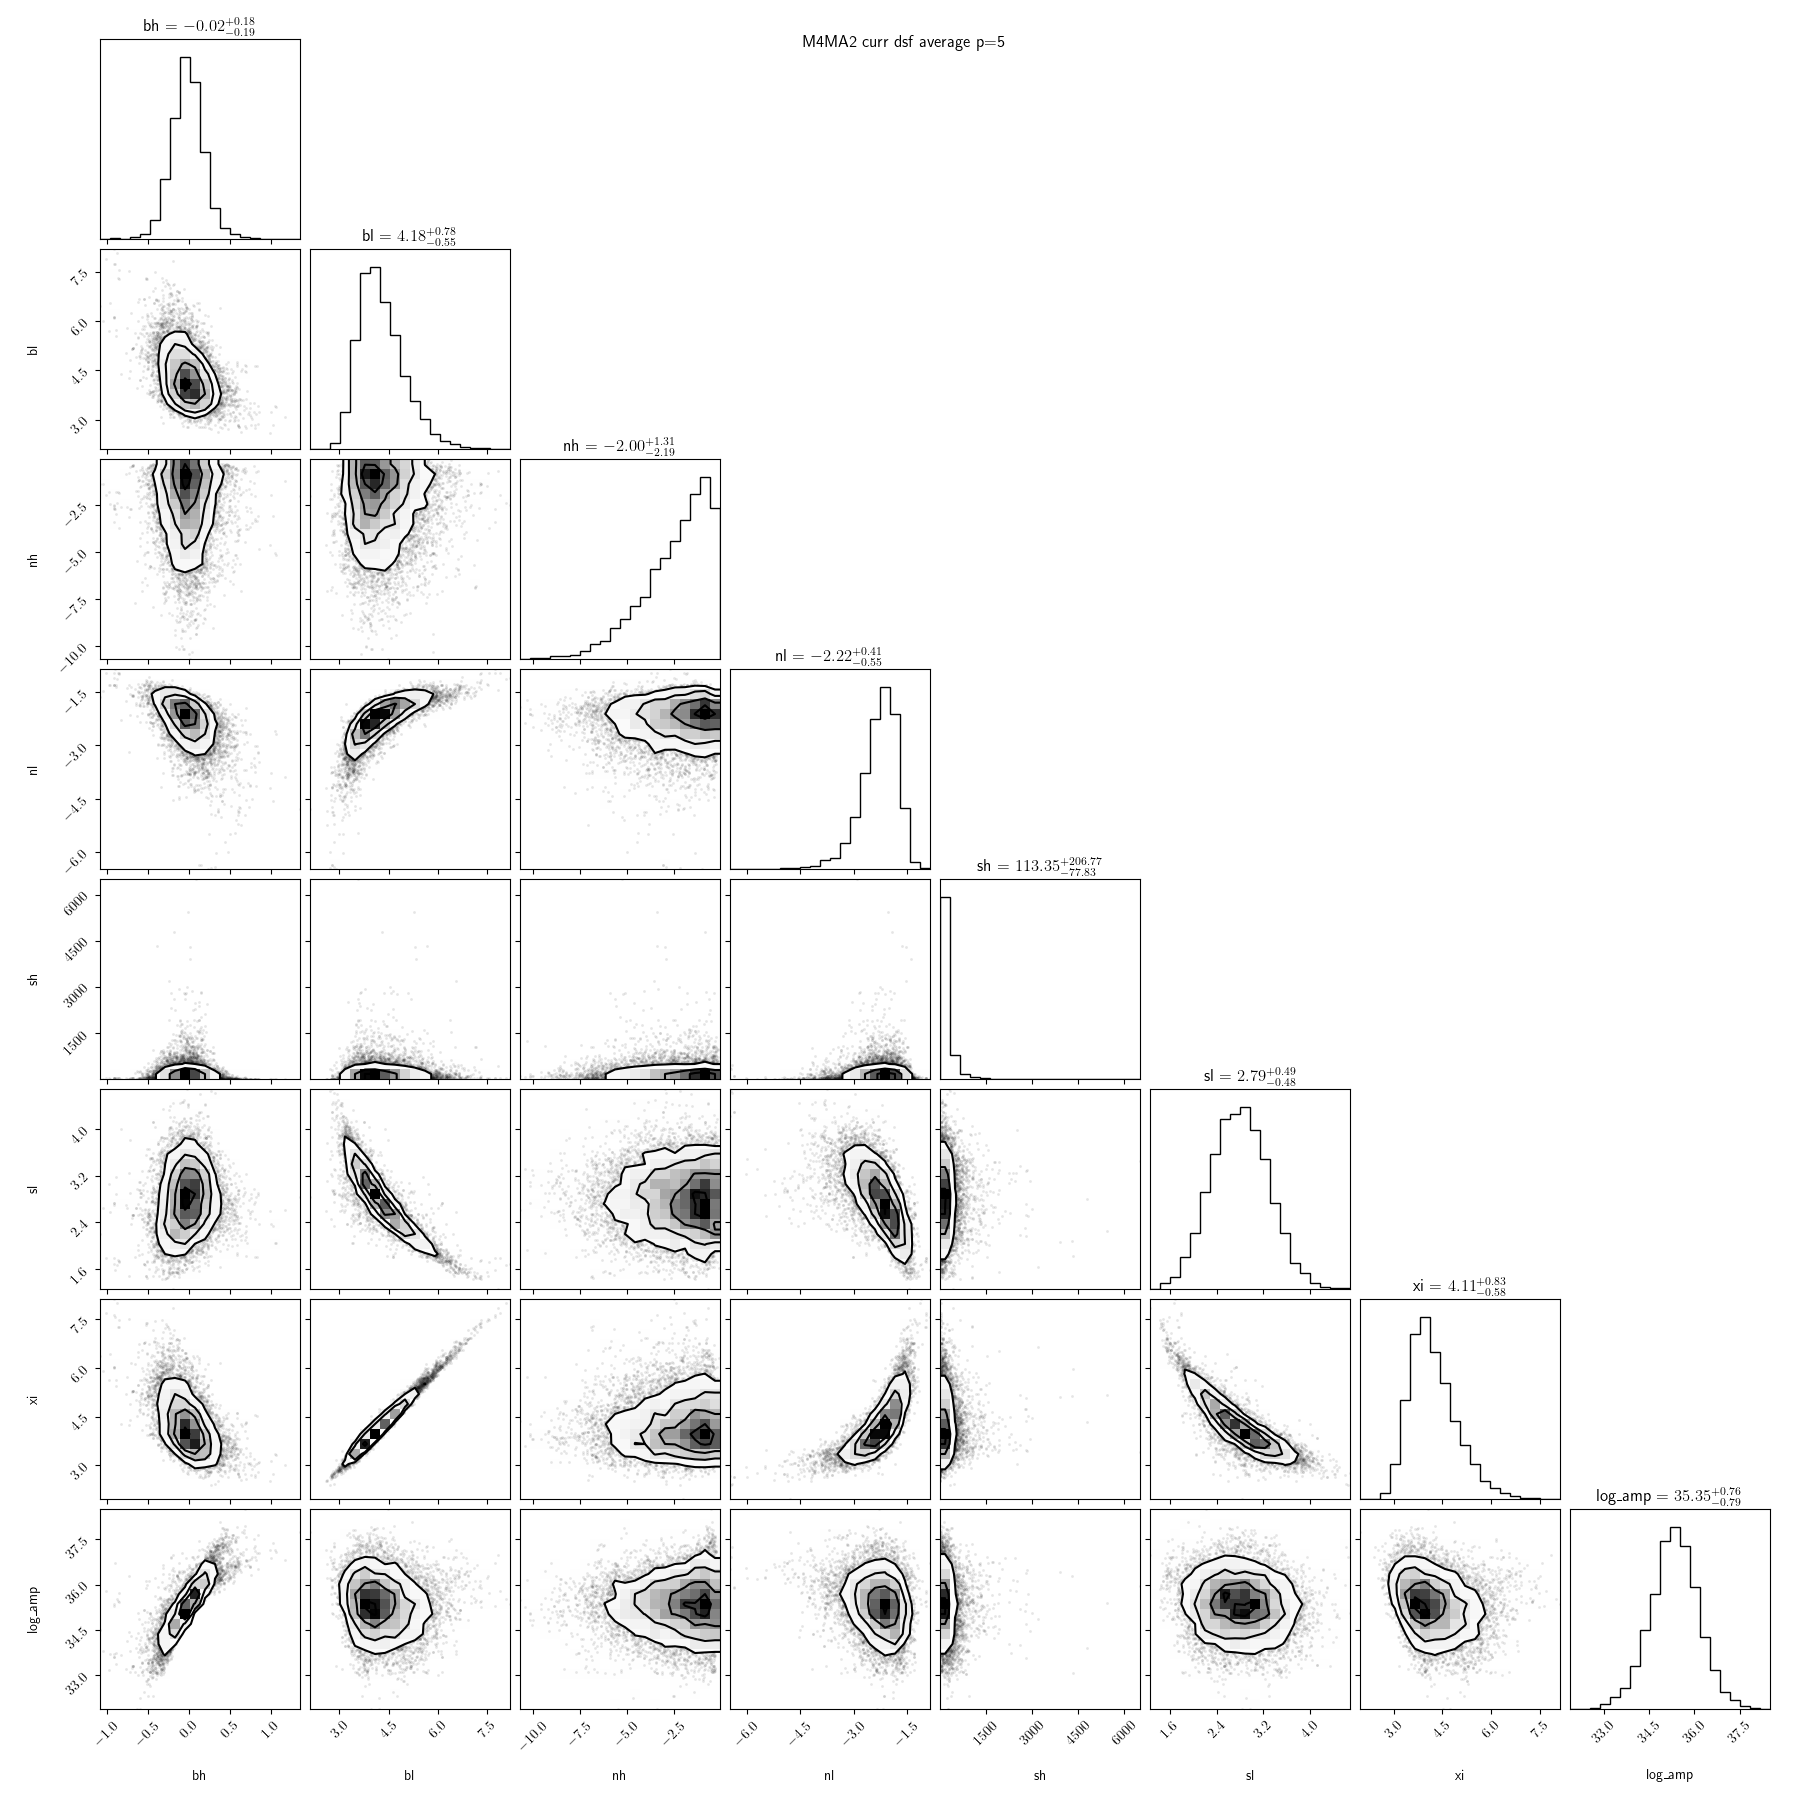 bh = −0.02+0.18−0.19
M4MA2 curr dsf average p=5
bl = 4.18+0.78−0.55
7.5
6.0
4.5
3.0
bl
nh = −2.00+1.31−2.19
−2.5
−5.0
−7.5
−10.0
nh
nl = −2.22+0.41−0.55
−1.5
−3.0
−4.5
−6.0
nl
sh = 113.35+206.77−77.83
6000
4500
3000
1500
sh
sl = 2.79+0.49−0.48
4.0
3.2
2.4
1.6
sl
xi = 4.11+0.83−0.58
7.5
6.0
4.5
3.0
xi
log_amp = 35.35+0.76−0.79
37.5
36.0
34.5
33.0
log_amp
−1.0 −0.5 0.0 0.5 1.0 3.0 4.5 6.0 7.5 −10.0 −7.5 −5.0 −2.5 −6.0 −4.5 −3.0 −1.5 1500 3000 4500 6000 1.6 2.4 3.2 4.0 3.0 4.5 6.0 7.5 33.0 34.5 36.0 37.5
bh bl nh nl sh sl xi log_amp